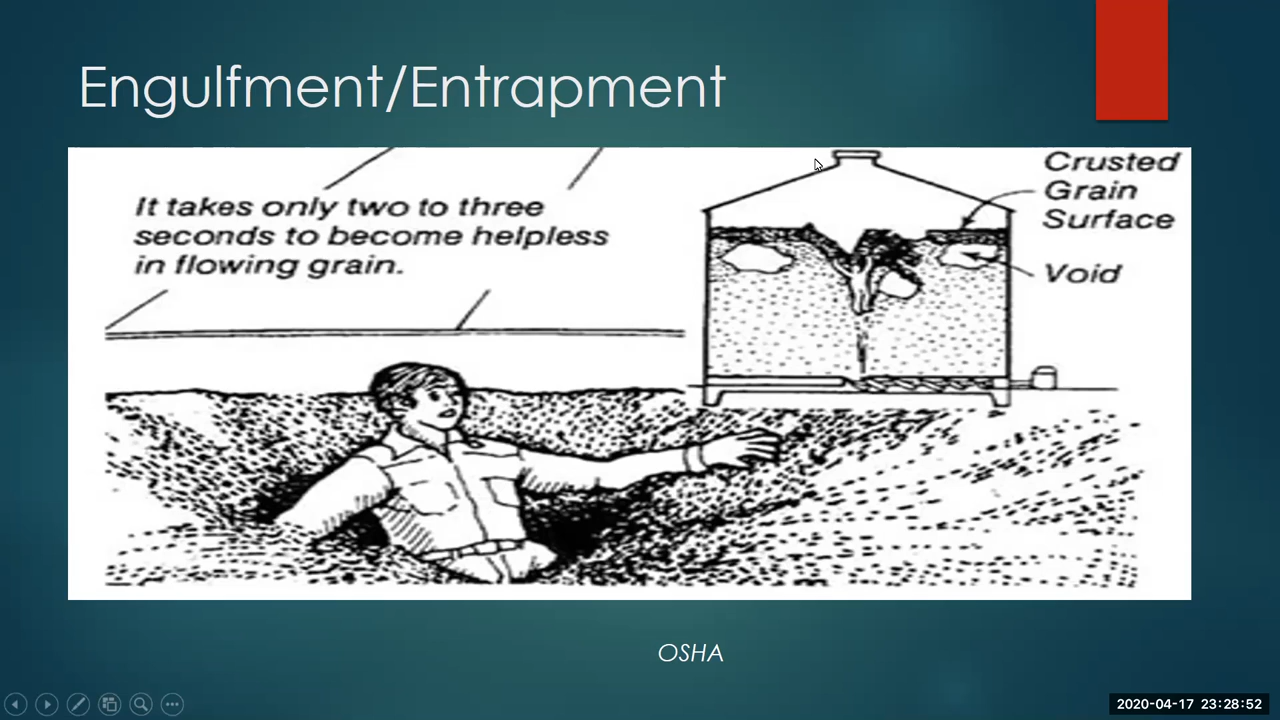 Engulfment/Entrapment
It takes only two to three
seconds to become helpless
in flowing grain.
Crusted
Grain
Surface
Void
OSHA
2020-04-17 23:28:52